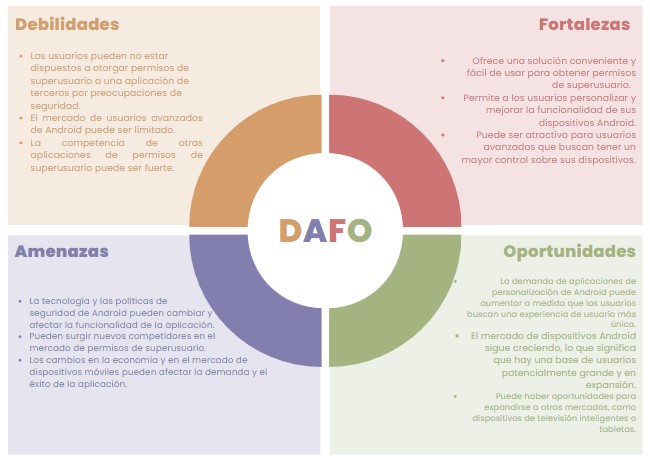 Debilidades
• Los usuarios pueden no estar
dispuestos a otorgar permisos de
superusuario a una aplicación de
terceros por preocupaciones de
seguridad.
• El mercado de usuarios avanzados
de Android puede ser limitado.
• La competencia de otras
aplicaciones de permisos de
superusuario puede ser fuerte.
Fortalezas
• Ofrece una solución conveniente y
fácil de usar para obtener permisos
de superusuario.
• Permite a los usuarios personalizar y
mejorar la funcionalidad de sus
dispositivos Android.
• Puede ser atractivo para usuarios
avanzados que buscan tener un
mayor control sobre sus dispositivos.
DAFO
Amenazas
• La tecnología y las políticas de
seguridad de Android pueden cambiar y
afectar la funcionalidad de la aplicación.
• Pueden surgir nuevos competidores en el
mercado de permisos de superusuario.
• Los cambios en la economía y en el mercado de
dispositivos móviles pueden afectar la demanda y el
éxito de la aplicación.
Oportunidades
• La demanda de aplicaciones de
personalización de Android puede
aumentar a medida que los usuarios
buscan una experiencia de usuario más
única.
• El mercado de dispositivos Android
sigue creciendo, lo que significa
que hay una base de usuarios
potencialmente grande y en
expansión.
• Puede haber oportunidades para
expandirse a otros mercados, como
dispositivos de televisión inteligentes o
tabletas.